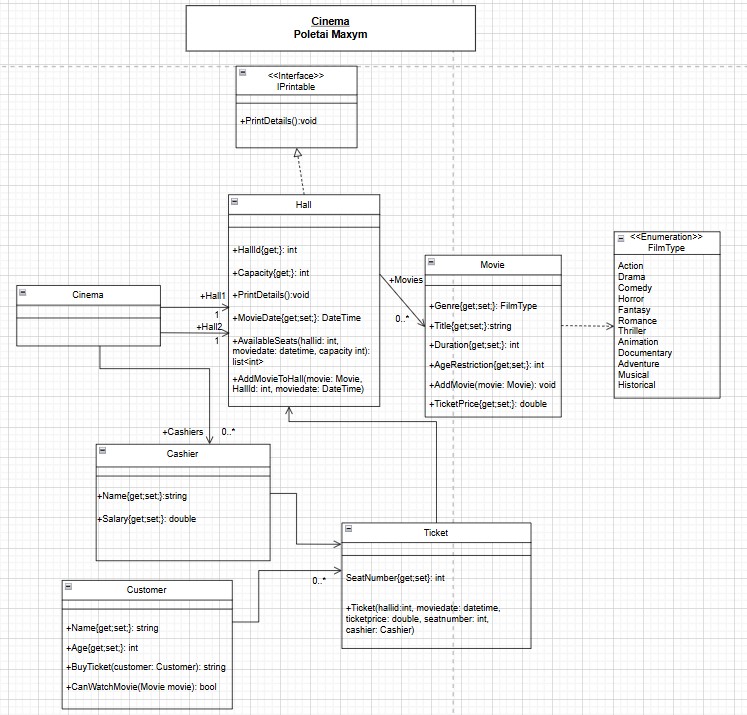 Cinema
Poletai Maxym
<<Interface>>
IPrintable
+PrintDetails():void
Hall
+HallId{get;}: int
+Capacity{get;}: int
+PrintDetails():void
+MovieDate{get;set;}: DateTime
+AvailableSeats(hallid: int,
moviedate: datetime, capacity int):
list<int>
+AddMovieToHall(movie: Movie,
HallId: int, moviedate: DateTime)
+Movies
0..*
Movie
+Genre{get;set;}: FilmType
+Title{get;set;}:string
+Duration{get;set;}: int
+AgeRestriction{get;set;}: int
+AddMovie(movie: Movie): void
+TicketPrice{get;set;}: double
<<Enumeration>>
FilmType
Action
Drama
Comedy
Horror
Fantasy
Romance
Thriller
Animation
Documentary
Adventure
Musical
Historical
Cinema
+Hall1
1
+Hall2
1
+Cashiers
0..*
Cashier
+Name{get;set;}:string
+Salary{get;set;}: double
Ticket
SeatNumber{get;set}: int
+Ticket(hallid:int, moviedate: datetime,
ticketprice: double, seatnumber: int,
cashier: Cashier)
0..*
Customer
+Name{get;set;}: string
+Age{get;set;}: int
+BuyTicket(customer: Customer): string
+CanWatchMovie(Movie movie): bool